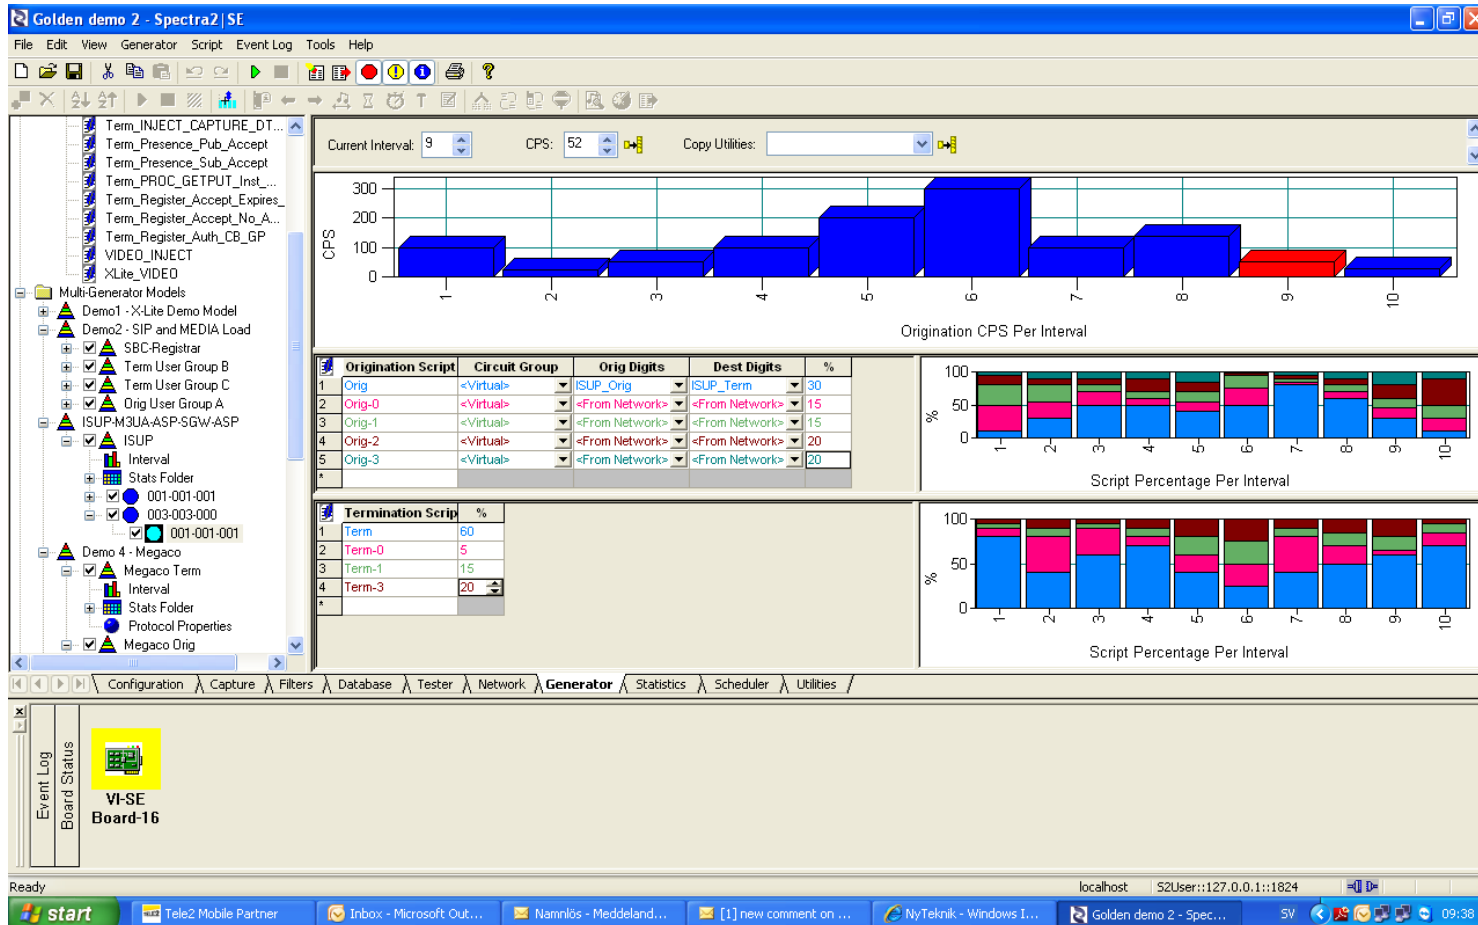 Golden demo 2 - Spectra2|SE
File Edit View Generator Script Event Log Tools Help
Term_INJECT_CAPTURE_DT...
Term_Presence_Pub_Accept
Term_Presence_Sub_Accept
Term_PROC_GETPUT_Inst_...
Term_Register_Accept_Expires_
Term_Register_Accept_No_A...
Term_Register_Auth_CB_GP
VIDEO_INJECT
XLite_VIDEO
Multi-Generator Models
Demo1 - X-Lite Demo Model
Demo2 - SIP and MEDIA Load
SBC-Registrar
Term User Group B
Term User Group C
Orig User Group A
ISUP-M3UA-ASP-SGW-ASP
ISUP
Interval
Stats Folder
001-001-001
003-003-000
001-001-001
Demo 4 - Megaco
Megaco Term
Interval
Stats Folder
Protocol Properties
Megaco Orig
Current Interval: 9 CPS: 52 Copy Utilities:
300
200
100
0
CPS
1 2 3 4 5 6 7 8 9 10
Origination CPS Per Interval
Origination Script Circuit Group Orig Digits Dest Digits %
1 Orig <Virtual> ISUP_Orig ISUP_Term 30
2 Orig-0 <Virtual> <From Network> <From Network> 15
3 Orig-1 <Virtual> <From Network> <From Network> 15
4 Orig-2 <Virtual> <From Network> <From Network> 20
5 Orig-3 <Virtual> <From Network> <From Network> 20
*
100
50
0
%
1 2 3 4 5 6 7 8 9 10
Script Percentage Per Interval
Termination Scrip %
1 Term 60
2 Term-0 5
3 Term-1 15
4 Term-3 20
*
100
50
0
%
1 2 3 4 5 6 7 8 9 10
Script Percentage Per Interval
Configuration Capture Filters Database Tester Network Generator Statistics Scheduler Utilities
Event Log
Board Status
VI-SE
Board-16
Ready localhost S2User::127.0.0.1::1824
start Tele2 Mobile Partner Inbox - Microsoft Out... Namnlös - Meddeland... [1] new comment on ... NyTeknik - Windows I... Golden demo 2 - Spec... SV 09:38